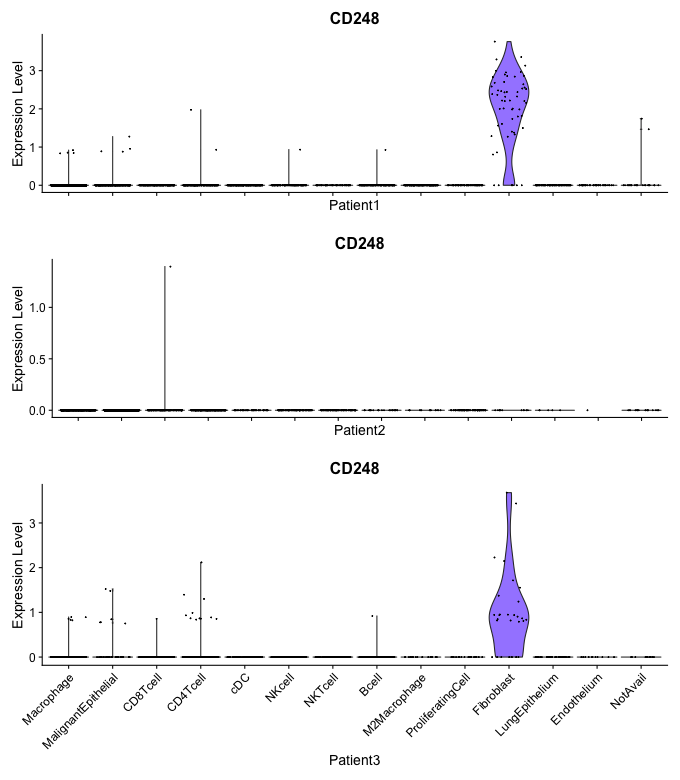 CD248
Expression Level
3
2
1
0
Patient1
CD248
Expression Level
1.0
0.5
0.0
Patient2
CD248
Expression Level
3
2
1
0
Macrophage
MalignantEpithelial
CD8Tcell
CD4Tcell
cDC
NKcell
NKTcell
Bcell
M2Macrophage
ProliferatingCell
Fibroblast
LungEpithelium
Endothelium
NotAvail
Patient3